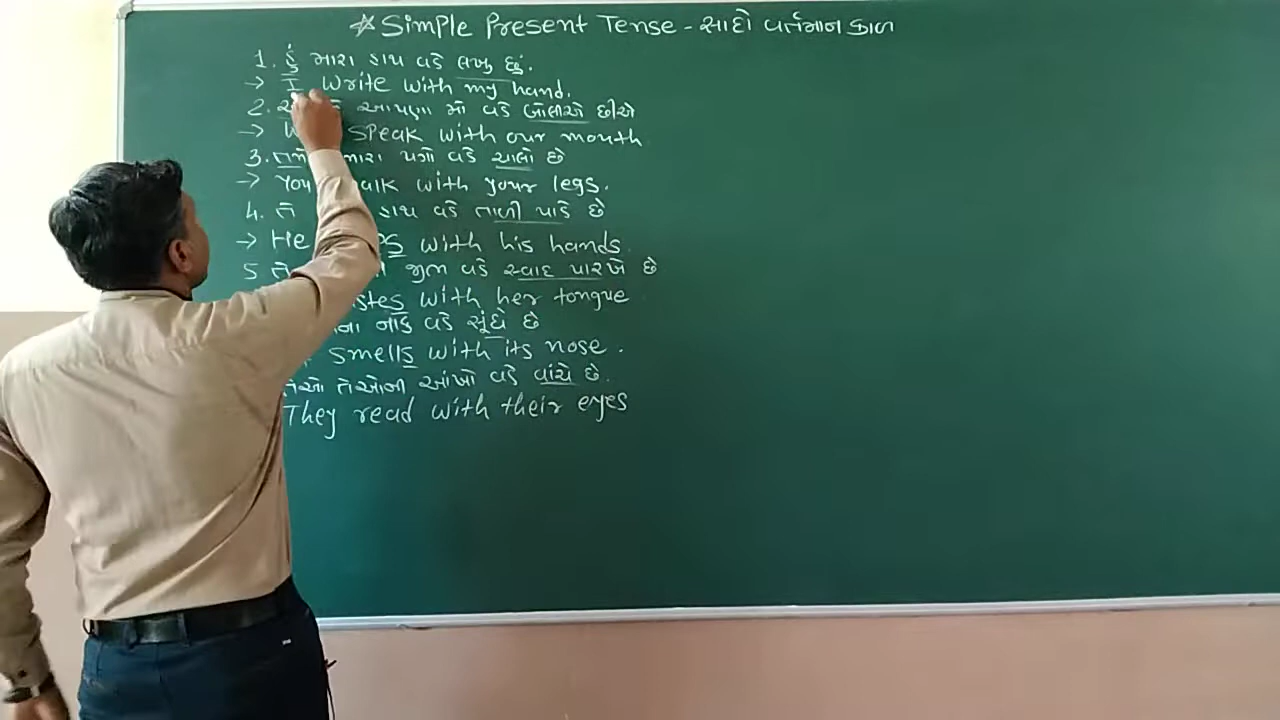 ☆ Simple Present Tense - સાદો વર્તમાન કાળ
1. હું મારા હાથ વડે લખુ છું.
→ I write with my hand.
2. આપણા મોં વડે બોલીએ છીએ
→ speak with our mouth
3. તમે તમારા પગો વડે ચાલો છે
→ You walk with your legs.
4. તે હાથ વડે તાળી પાડે છે
→ He with his hands.
5 તે જીભ વડે સ્વાદ પારખે છે
tastes with her tongue
નાક વડે સૂંઘે છે
smells with its nose.
તેઓ તેઓની આંખો વડે વાંચે છે.
They read with their eyes